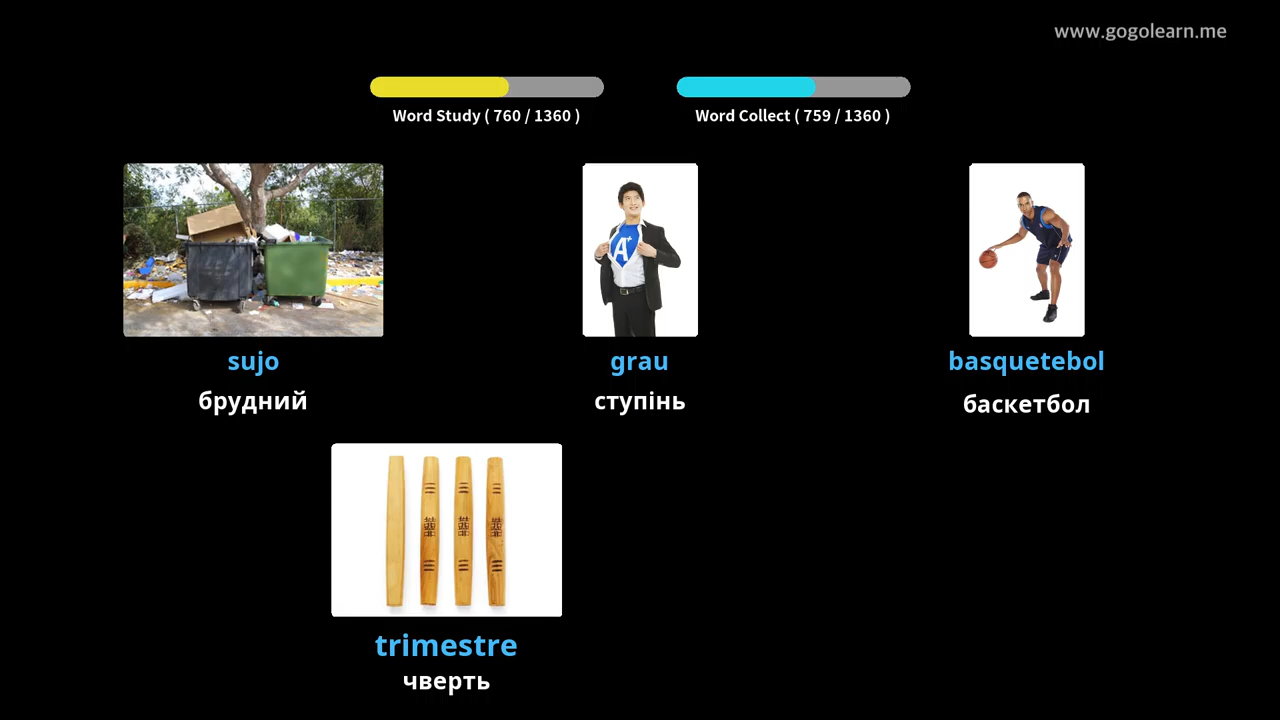 www.gogolearn.me
Word Study ( 760 / 1360 )
Word Collect ( 759 / 1360 )
A+
sujo
grau
basquetebol
брудний
ступінь
баскетбол
trimestre
чверть